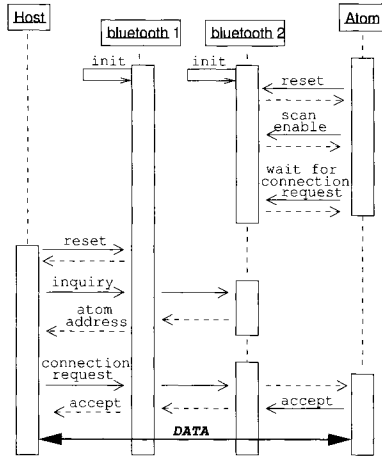 Host
bluetooth 1
bluetooth 2
Atom
init
init
reset
scan
enable
wait for
connection
request
reset
inquiry
atom
address
connection
request
accept
accept
DATA